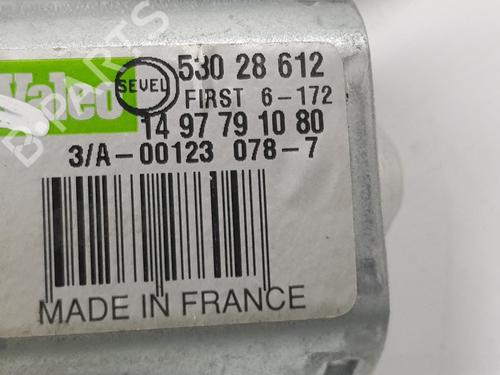 Valeo SEVEL 530 28 612
FIRST 6-172
14 97 79 10 80
3/A-00123 078-7
MADE IN FRANCE
B-PARTS